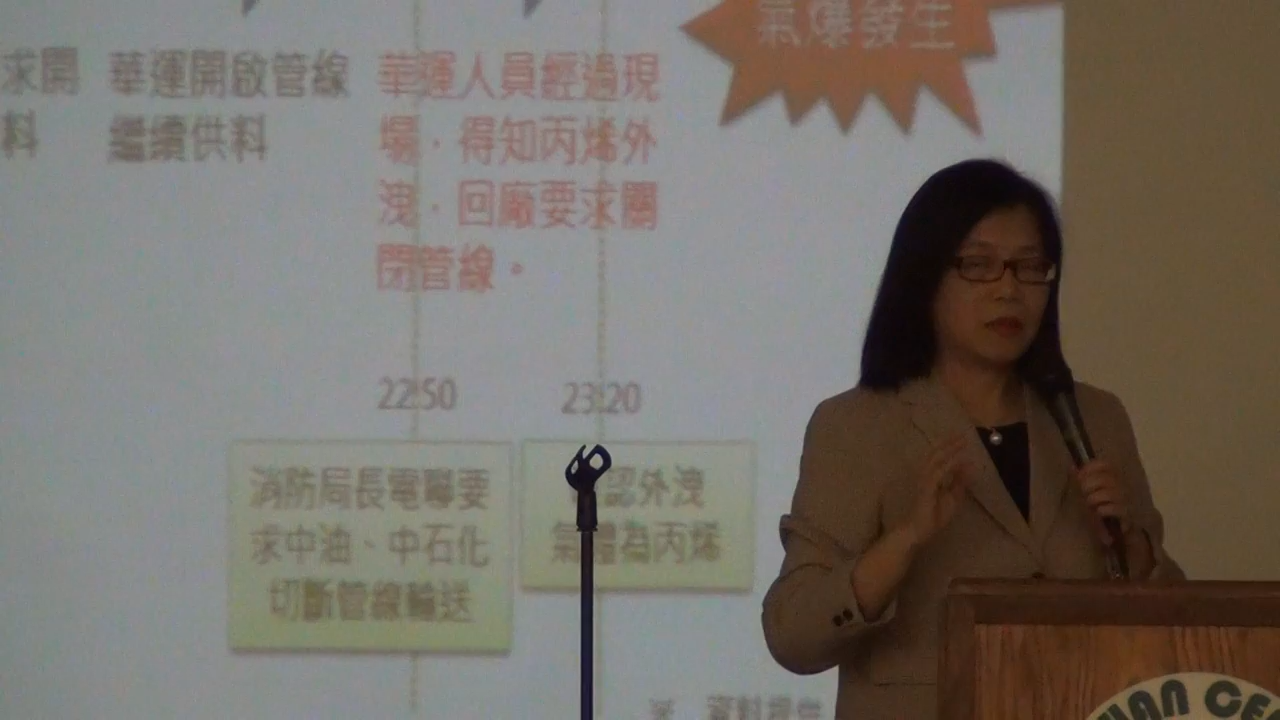 氣爆發生
求開
料
華運開啟管線
繼續供料
華運人員經過現
場，得知丙烯外
洩，回廠要求關
閉管線。
22:50
23:20
消防局長電聯要
求中油、中石化
切斷管線輸送
認外洩
氣體為丙烯
CE